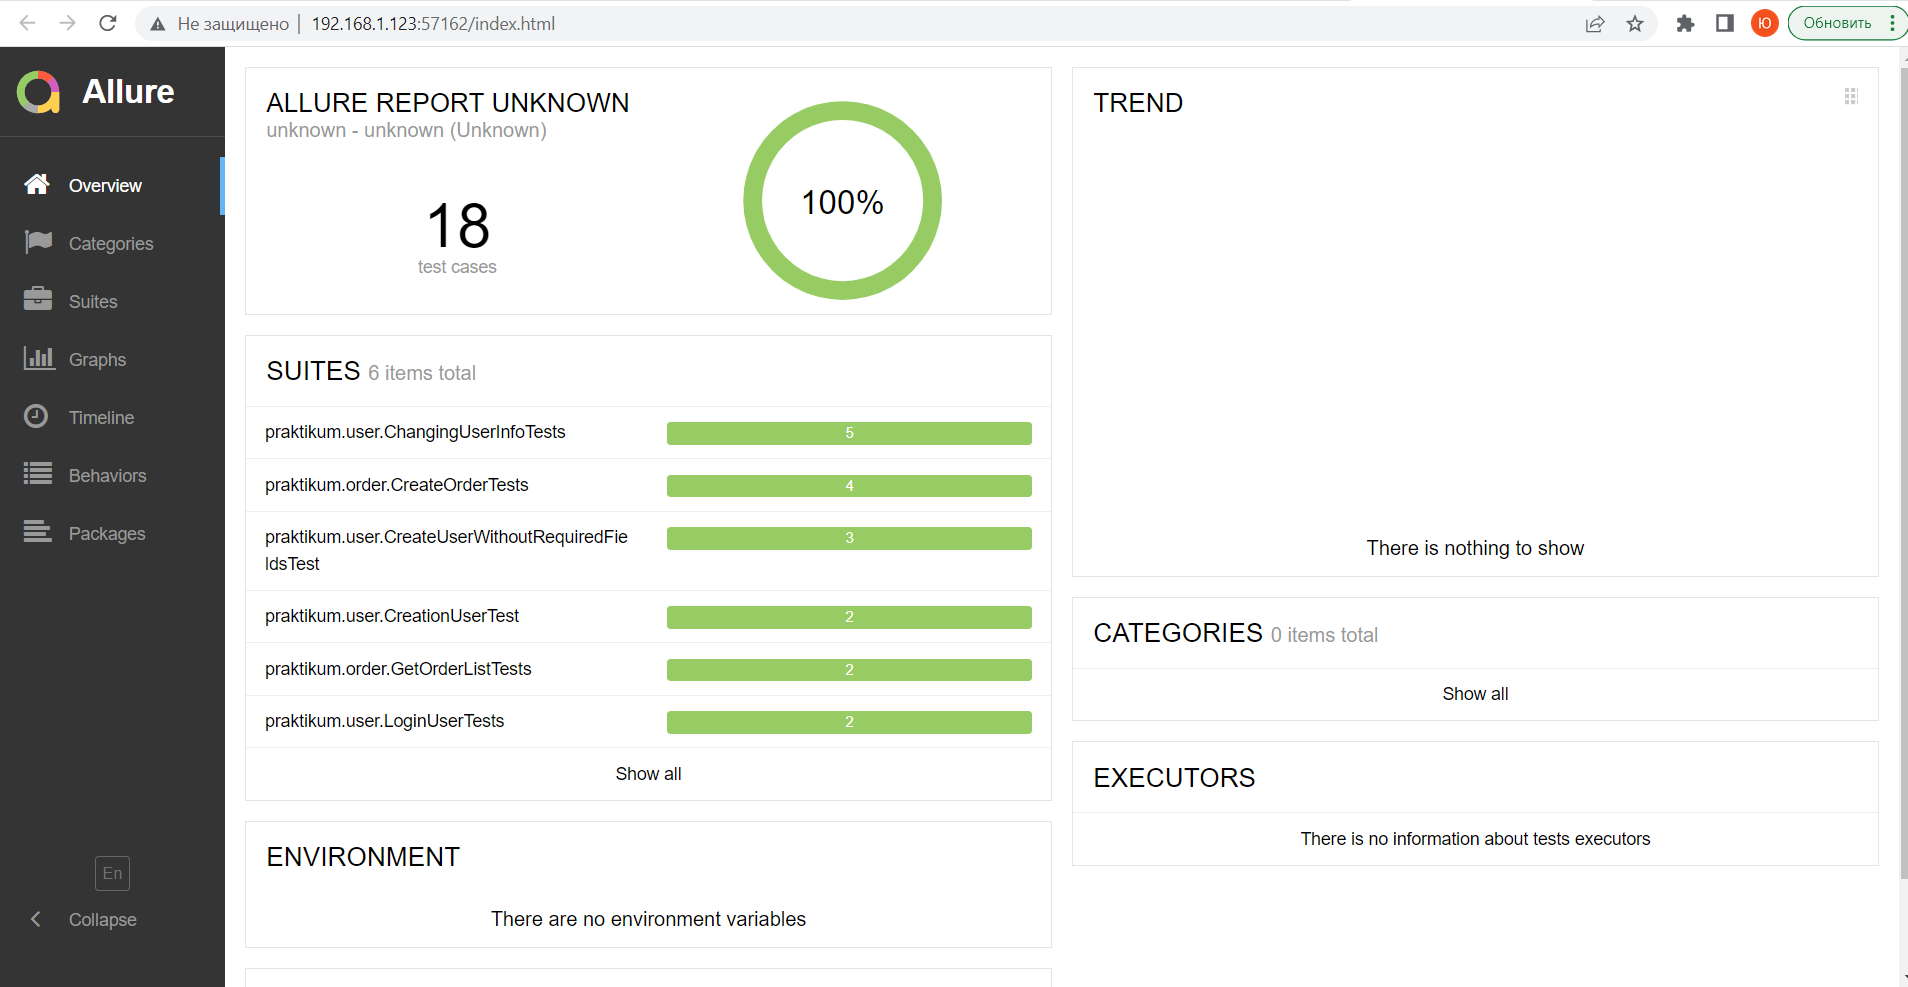 Не защищено | 192.168.1.123:57162/index.html
Ю
Обновить
Allure
Overview
Categories
Suites
Graphs
Timeline
Behaviors
Packages
En
Collapse
ALLURE REPORT UNKNOWN
unknown - unknown (Unknown)
18
test cases
100%
SUITES 6 items total
praktikum.user.ChangingUserInfoTests 5
praktikum.order.CreateOrderTests 4
praktikum.user.CreateUserWithoutRequiredFie 3
ldsTest
praktikum.user.CreationUserTest 2
praktikum.order.GetOrderListTests 2
praktikum.user.LoginUserTests 2
Show all
ENVIRONMENT
There are no environment variables
TREND
There is nothing to show
CATEGORIES 0 items total
Show all
EXECUTORS
There is no information about tests executors